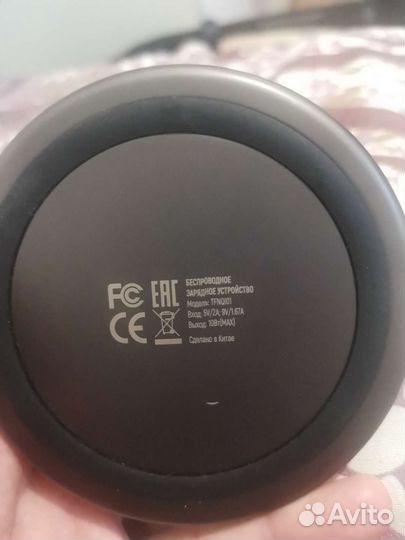 FC EAC
CE
БЕСПРОВОДНОЕ
ЗАРЯДНОЕ УСТРОЙСТВО
Модель: TFNQI01
Вход: 5V/2A; 9V/1.67A
Выход: 10Вт(MAX)
Сделано в Китае
Avito